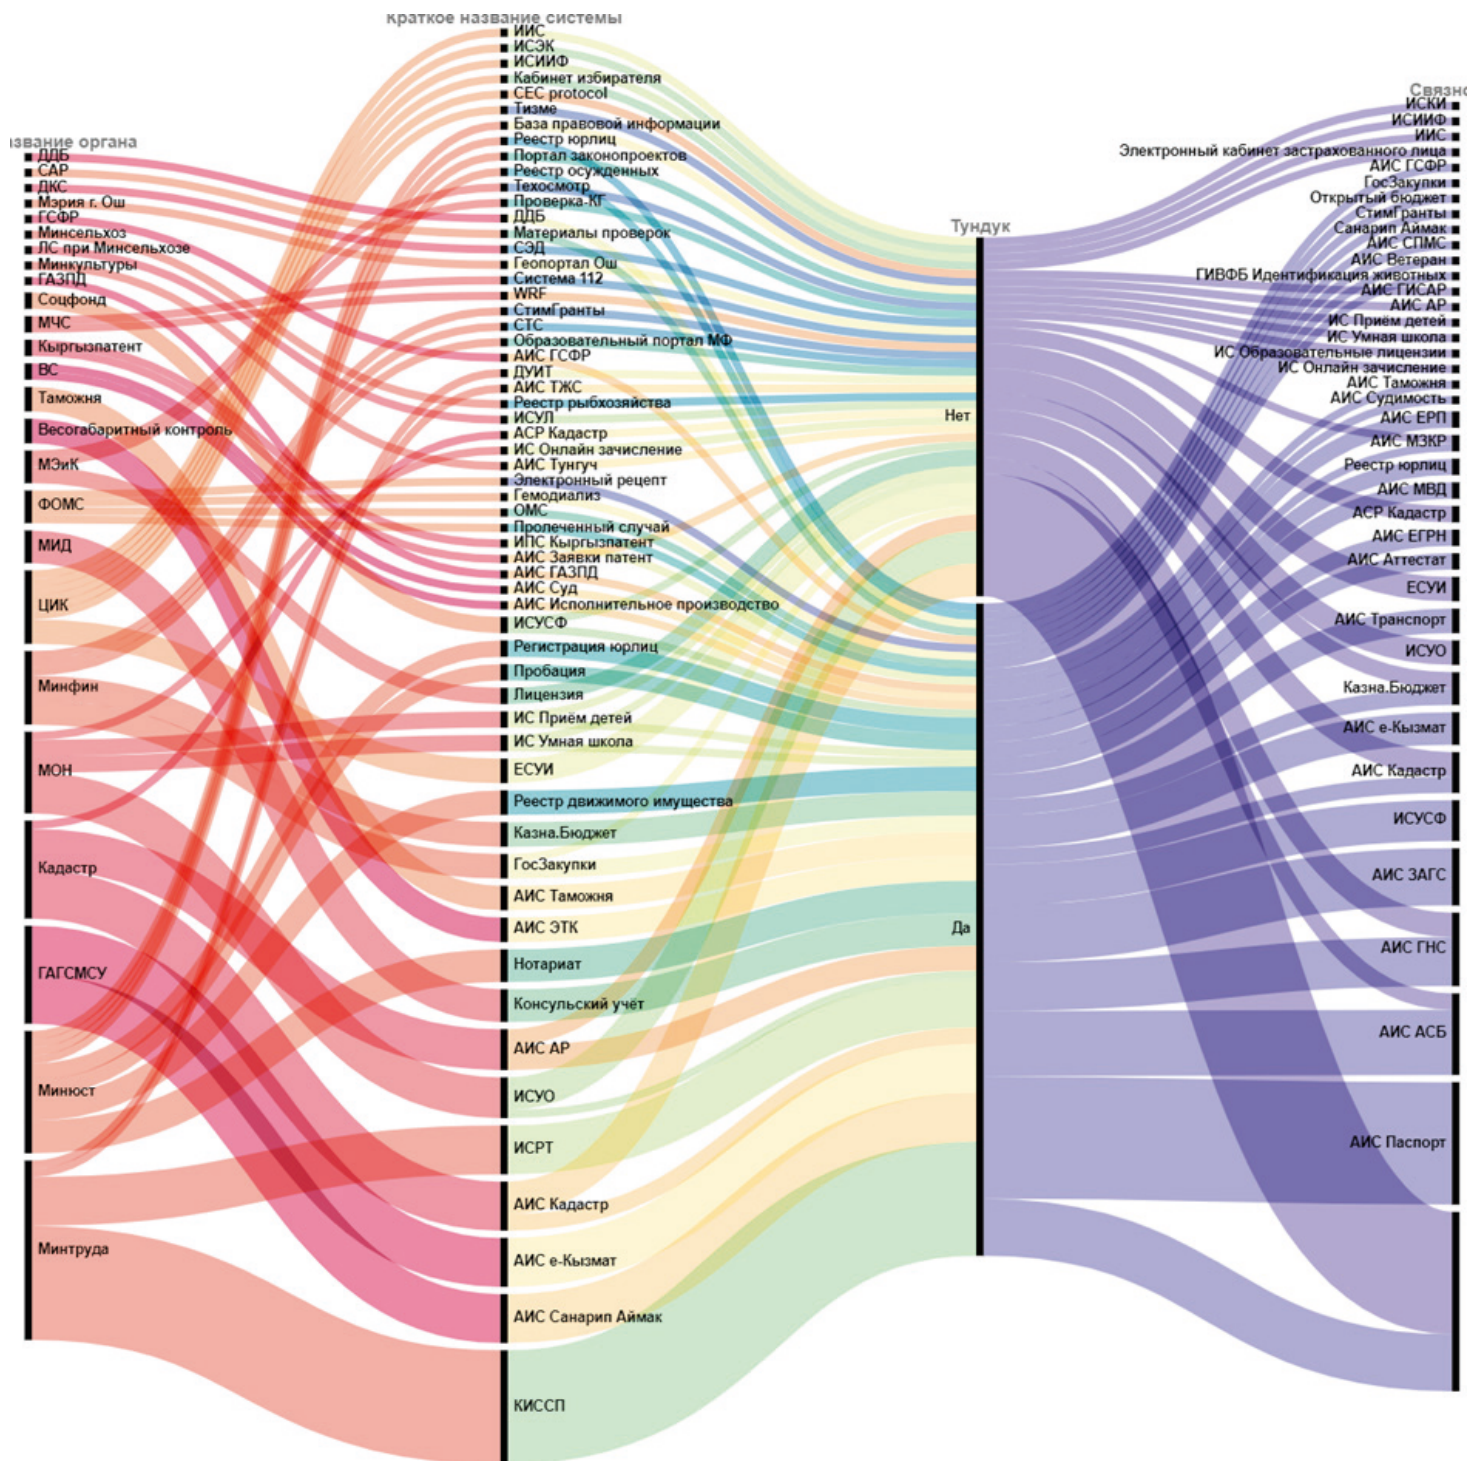 азвание органа
ДДБ
САР
ДКС
Мэрия г. Ош
ГСФР
Минсельхоз
ЛС при Минсельхозе
Минкультуры
ГАЗПД
Соцфонд
МЧС
Кыргызпатент
ВС
Таможня
Весогабаритный контроль
МЭиК
ФОМС
МИД
ЦИК
Минфин
МОН
Кадастр
ГАГСМСУ
Минюст
Минтруда
Краткое название системы
ИИС
ИСЭК
ИСИИФ
Кабинет избирателя
CEC protocol
Тизме
База правовой информации
Реестр юрлиц
Портал законопроектов
Реестр осужденных
Техосмотр
Проверка-КГ
ДДБ
Материалы проверок
СЭД
Геопортал Ош
Система 112
WRF
СтимГранты
СТС
Образовательный портал МФ
АИС ГСФР
ДУИТ
АИС ТЖС
Реестр рыбхозяйства
ИСУЛ
АСР Кадастр
ИС Онлайн зачисление
АИС Тунгуч
Электронный рецепт
Гемодиализ
ОМС
Пролеченный случай
ИПС Кыргызпатент
АИС Заявки патент
АИС ГАЗПД
АИС Суд
АИС Исполнительное производство
ИСУСФ
Регистрация юрлиц
Пробация
Лицензия
ИС Приём детей
ИС Умная школа
ЕСУИ
Реестр движимого имущества
Казна.Бюджет
ГосЗакупки
АИС Таможня
АИС ЭТК
Нотариат
Консульский учёт
АИС АР
ИСУО
ИСРТ
АИС Кадастр
АИС е-Кызмат
АИС Санарип Аймак
КИССП
Тундук
Нет
Да
Связно
ИСКИ
ИСИИФ
ИИС
Электронный кабинет застрахованного лица
АИС ГСФР
ГосЗакупки
Открытый бюджет
СтимГранты
Санарип Аймак
АИС СПМС
АИС Ветеран
ГИВФБ Идентификация животных
АИС ГИСАР
АИС АР
ИС Приём детей
ИС Умная школа
ИС Образовательные лицензии
ИС Онлайн зачисление
АИС Таможня
АИС Судимость
АИС ЕРП
АИС МЗКР
Реестр юрлиц
АИС МВД
АСР Кадастр
АИС ЕГРН
АИС Аттестат
ЕСУИ
АИС Транспорт
ИСУО
Казна.Бюджет
АИС е-Кызмат
АИС Кадастр
ИСУСФ
АИС ЗАГС
АИС ГНС
АИС АСБ
АИС Паспорт